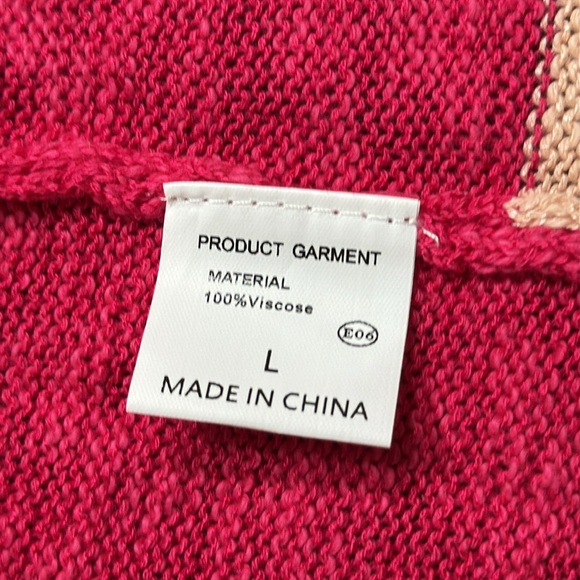 PRODUCT GARMENT
MATERIAL
100%Viscose
E06
L
MADE IN CHINA